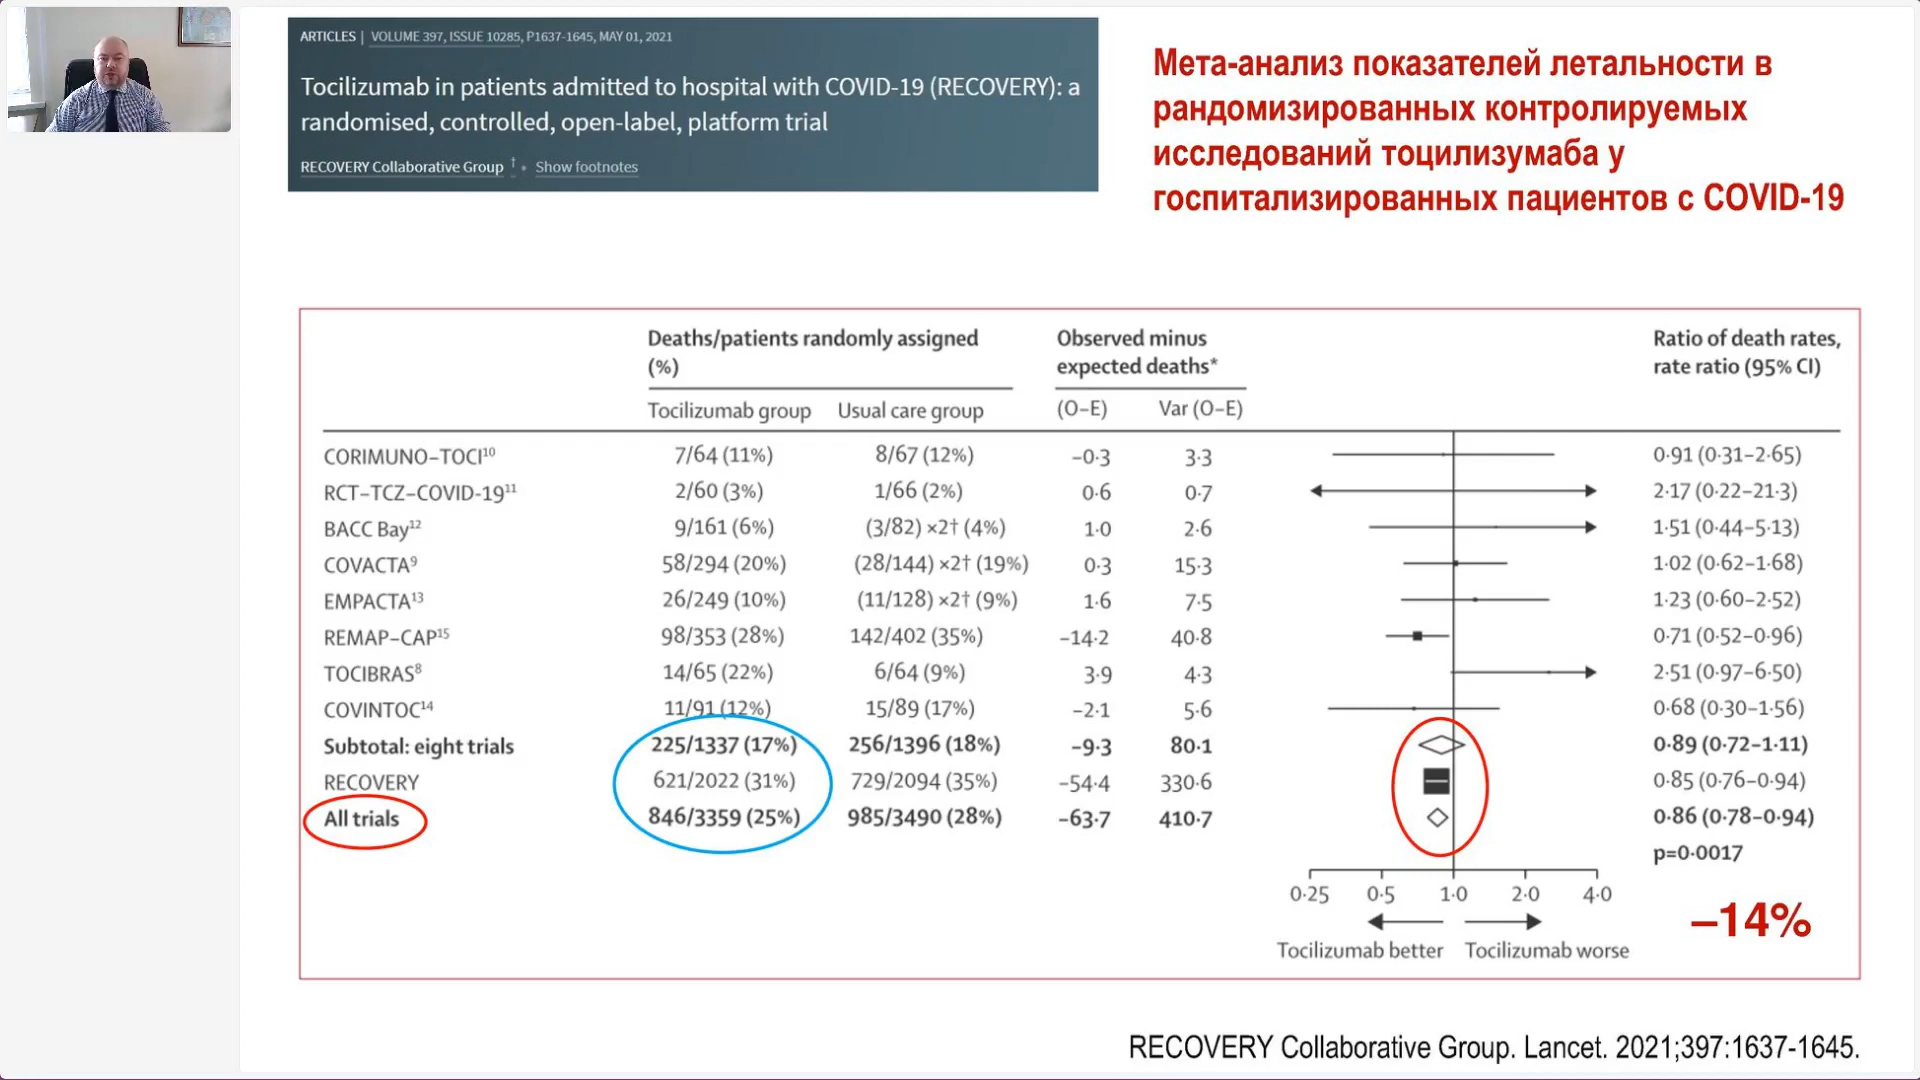 ARTICLES | VOLUME 397, ISSUE 10285, P1637-1645, MAY 01, 2021
Tocilizumab in patients admitted to hospital with COVID-19 (RECOVERY): a
randomised, controlled, open-label, platform trial
RECOVERY Collaborative Group † • Show footnotes
Мета-анализ показателей летальности в
рандомизированных контролируемых
исследований тоцилизумаба у
госпитализированных пациентов с COVID-19
Deaths/patients randomly assigned
(%)
Observed minus
expected deaths*
Ratio of death rates,
rate ratio (95% CI)
Tocilizumab group Usual care group (O–E) Var (O–E)
CORIMUNO–TOCI¹⁰ 7/64 (11%) 8/67 (12%) –0·3 3·3 0·91 (0·31–2·65)
RCT–TCZ–COVID-19¹¹ 2/60 (3%) 1/66 (2%) 0·6 0·7 2·17 (0·22–21·3)
BACC Bay¹² 9/161 (6%) (3/82) ×2† (4%) 1·0 2·6 1·51 (0·44–5·13)
COVACTA⁹ 58/294 (20%) (28/144) ×2† (19%) 0·3 15·3 1·02 (0·62–1·68)
EMPACTA¹³ 26/249 (10%) (11/128) ×2† (9%) 1·6 7·5 1·23 (0·60–2·52)
REMAP–CAP¹⁵ 98/353 (28%) 142/402 (35%) –14·2 40·8 0·71 (0·52–0·96)
TOCIBRAS⁸ 14/65 (22%) 6/64 (9%) 3·9 4·3 2·51 (0·97–6·50)
COVINTOC¹⁴ 11/91 (12%) 15/89 (17%) –2·1 5·6 0·68 (0·30–1·56)
Subtotal: eight trials 225/1337 (17%) 256/1396 (18%) –9·3 80·1 0·89 (0·72–1·11)
RECOVERY 621/2022 (31%) 729/2094 (35%) –54·4 330·6 0·85 (0·76–0·94)
All trials 846/3359 (25%) 985/3490 (28%) –63·7 410·7 0·86 (0·78–0·94)
p=0·0017
0·25 0·5 1·0 2·0 4·0
–14%
Tocilizumab better Tocilizumab worse
RECOVERY Collaborative Group. Lancet. 2021;397:1637-1645.